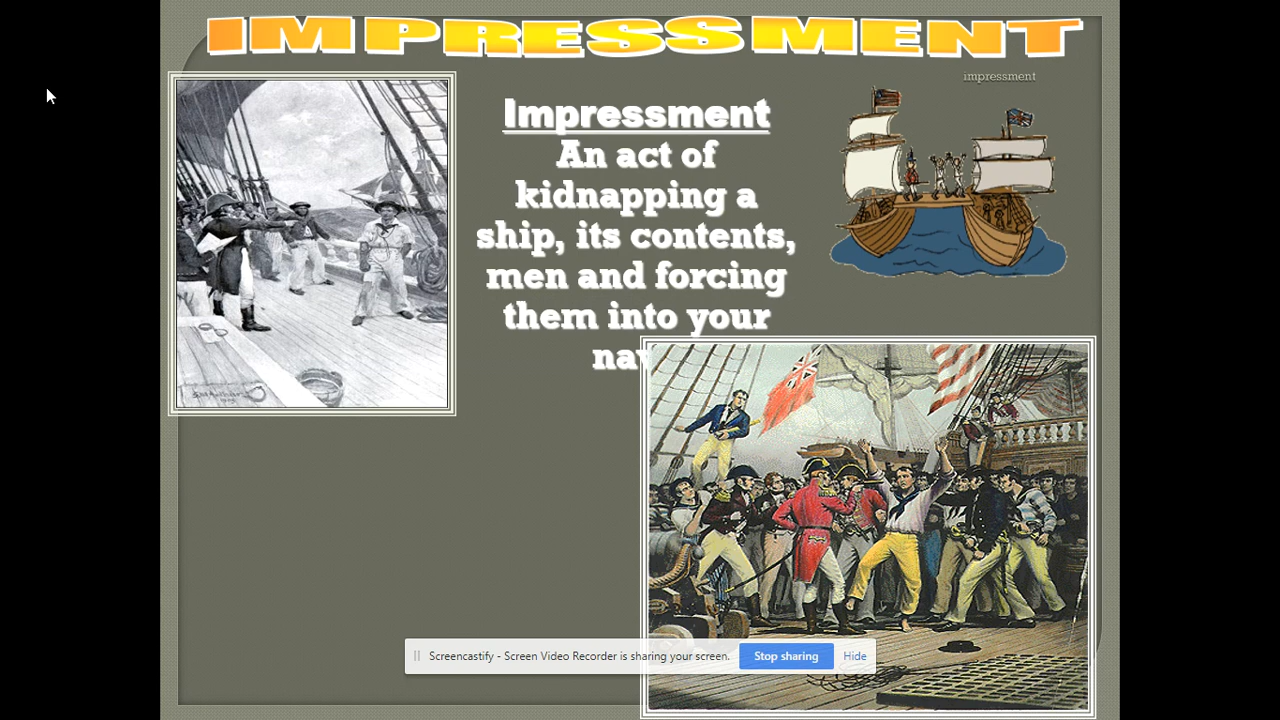 IMPRESSMENT
impressment
Impressment
An act of
kidnapping a
ship, its contents,
men and forcing
them into your
Screencastify - Screen Video Recorder is sharing your screen. Stop sharing Hide